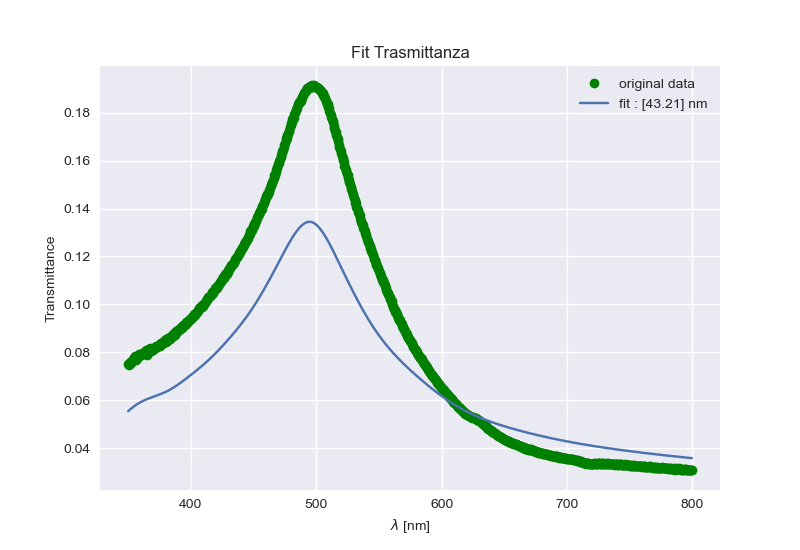 Fit Trasmittanza
original data
fit : [43.21] nm
Transmittance
0.18
0.16
0.14
0.12
0.10
0.08
0.06
0.04
400 500 600 700 800
λ [nm]